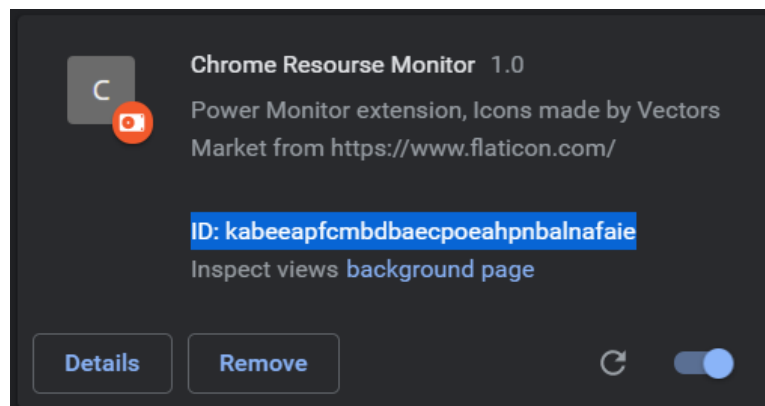 C
Chrome Resourse Monitor 1.0
Power Monitor extension, Icons made by Vectors
Market from https://www.flaticon.com/
ID: kabeeapfcmbdbaecpoeahpnbalnafaie
Inspect views background page
Details Remove